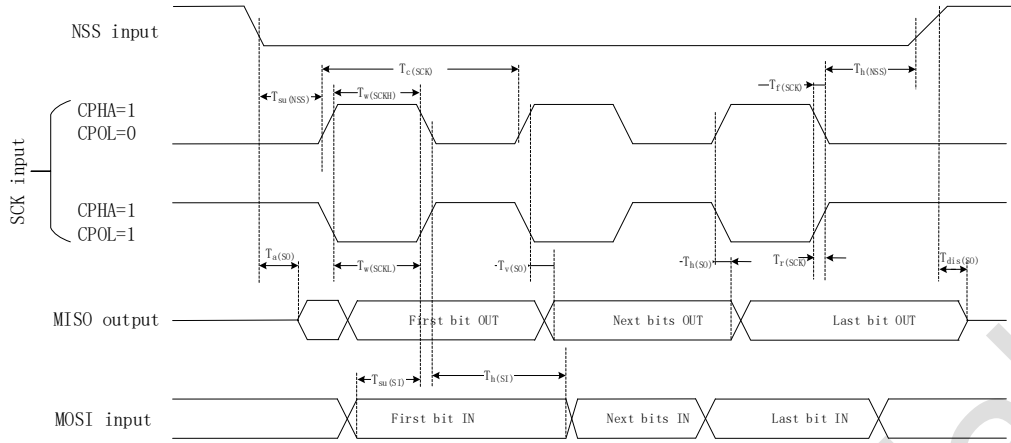 NSS input
Tc(SCK)
Th(NSS)
Tsu(NSS)
Tw(SCKH)
Tf(SCK)
CPHA=1
CPOL=0
SCK input
CPHA=1
CPOL=1
Ta(SO)
Tw(SCKL)
Tv(SO)
Th(SO)
Tr(SCK)
Tdis(SO)
MISO output
First bit OUT
Next bits OUT
Last bit OUT
Tsu(SI)
Th(SI)
MOSI input
First bit IN
Next bits IN
Last bit IN